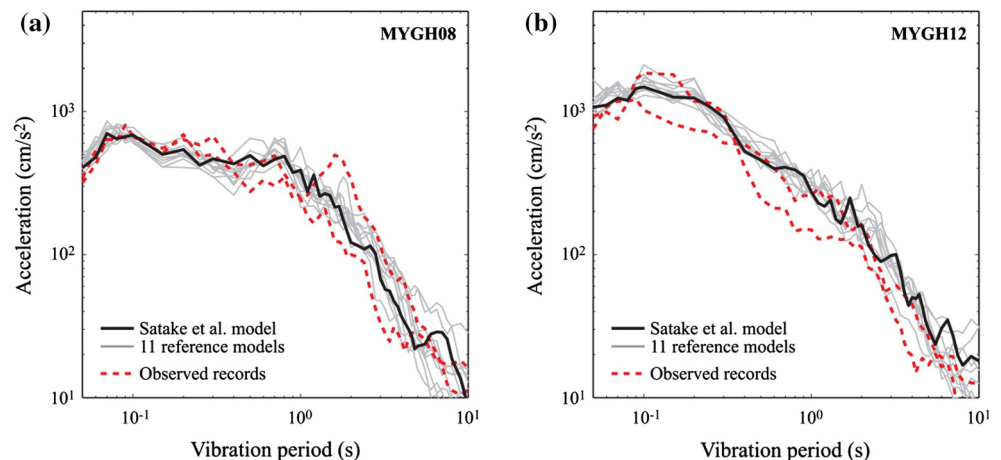 (a)
MYGH08
10³
10²
10¹
Acceleration (cm/s²)
Satake et al. model
11 reference models
Observed records
10⁻¹
10⁰
10¹
Vibration period (s)
(b)
MYGH12
10³
10²
10¹
Acceleration (cm/s²)
Satake et al. model
11 reference models
Observed records
10⁻¹
10⁰
10¹
Vibration period (s)